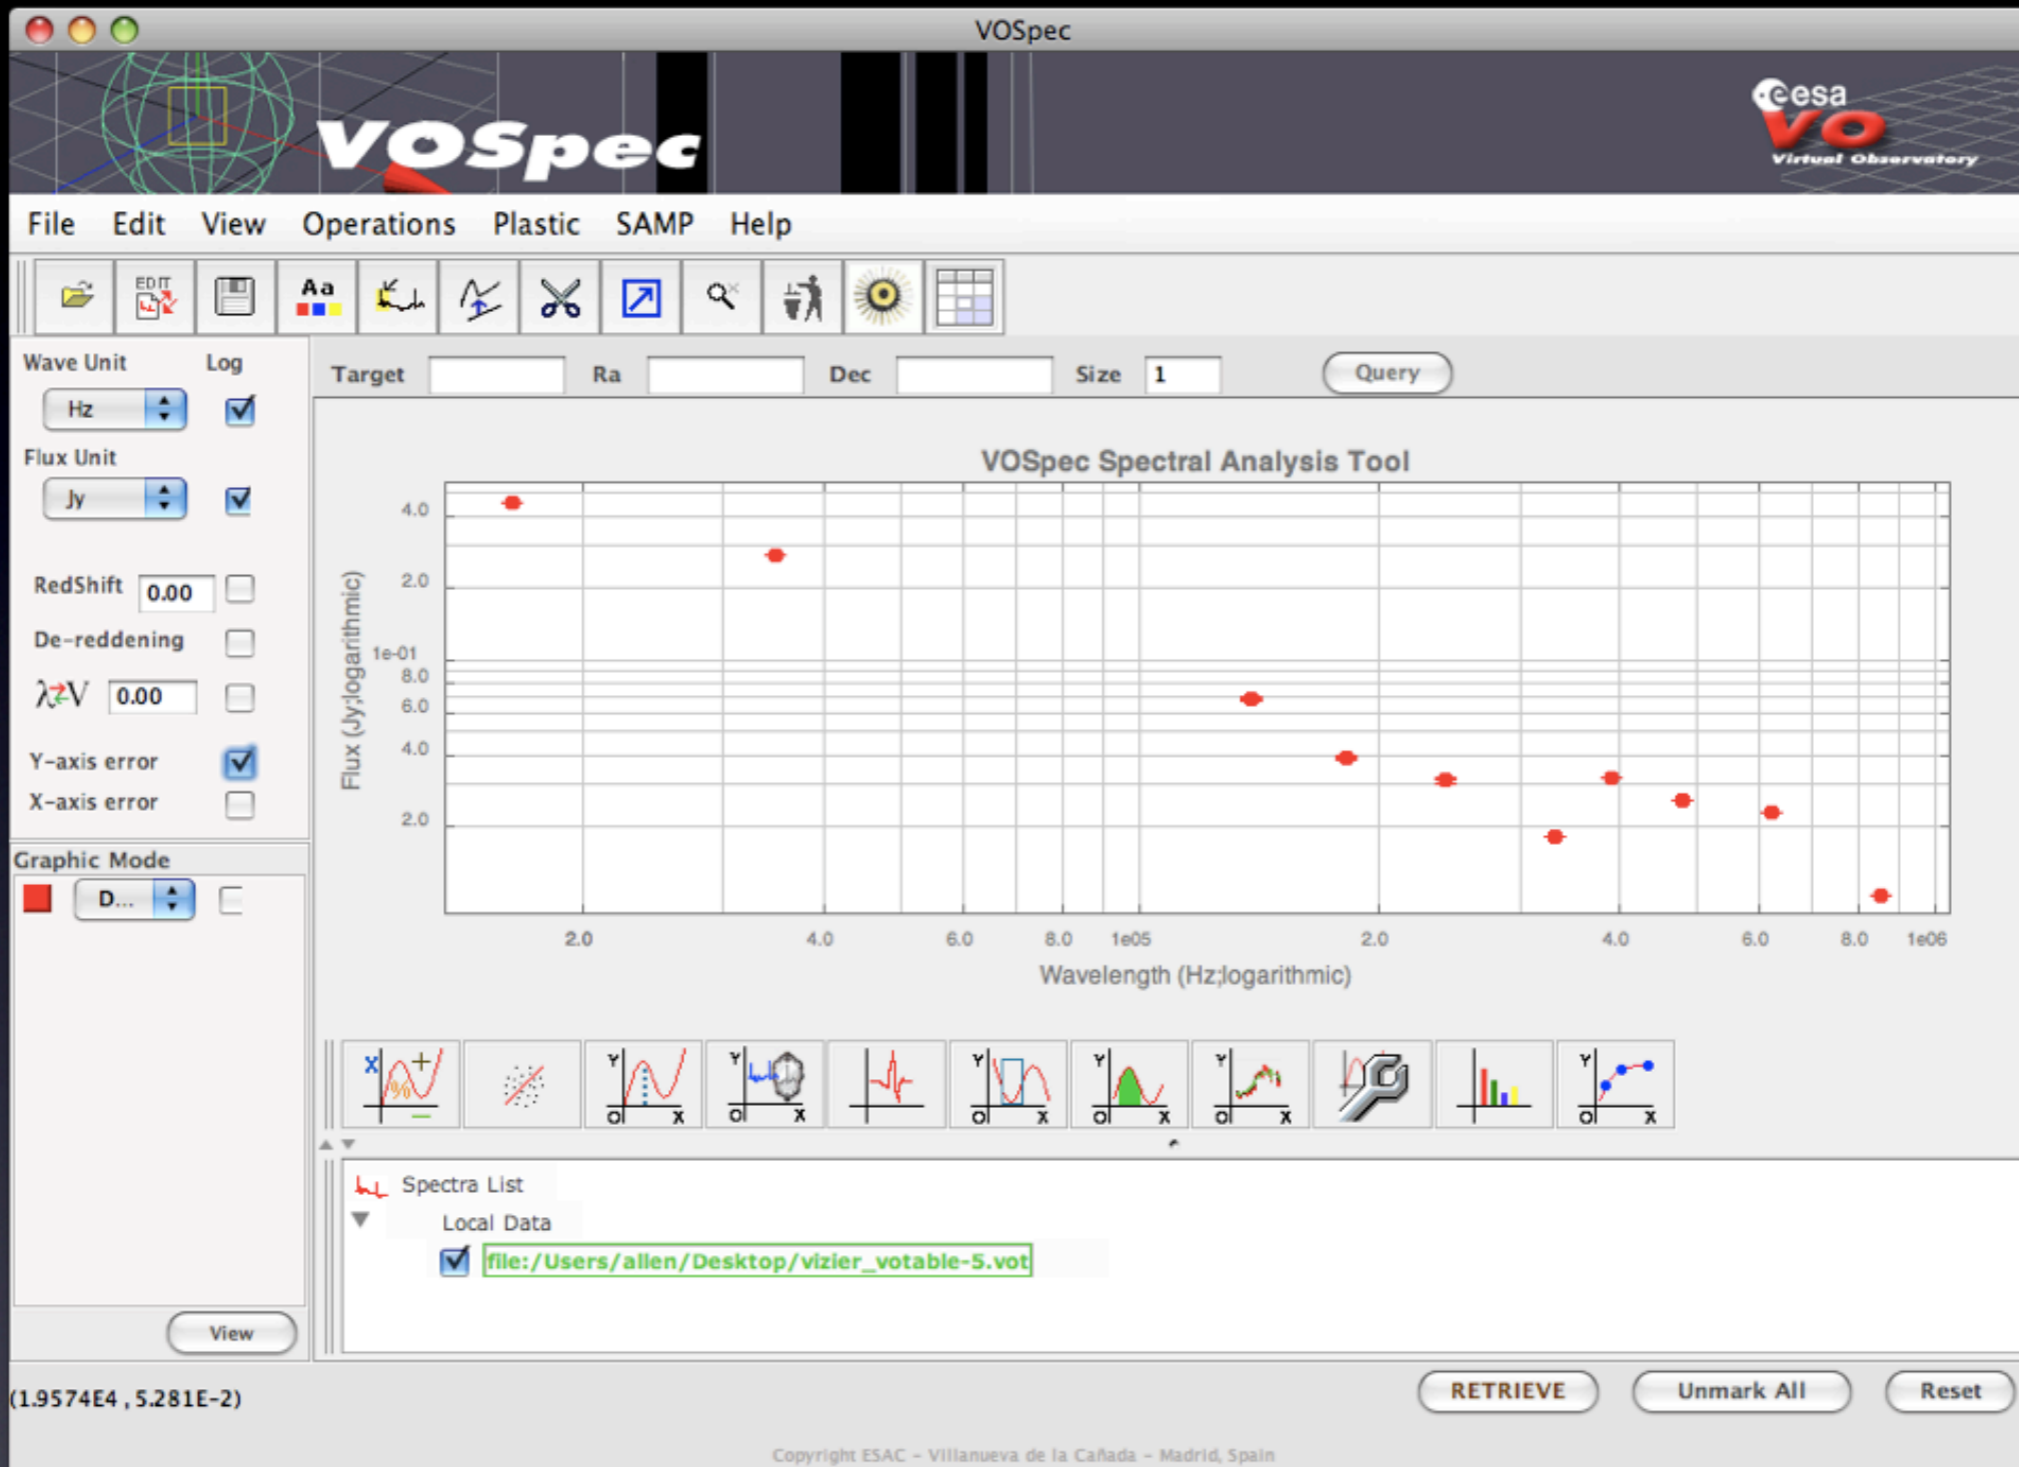 VOSpec
VOSpec
eesa
VO
Virtual Observatory
File Edit View Operations Plastic SAMP Help
EDIT
Aa
Wave Unit Log
Hz
Flux Unit
Jy
RedShift 0.00
De-reddening
λ⇄V 0.00
Y-axis error
X-axis error
Graphic Mode
D...
View
Target Ra Dec Size 1 Query
VOSpec Spectral Analysis Tool
Flux (Jy;logarithmic)
4.0
2.0
1e-01
8.0
6.0
4.0
2.0
2.0 4.0 6.0 8.0 1e05 2.0 4.0 6.0 8.0 1e06
Wavelength (Hz;logarithmic)
X + % −
Y O X
Y O X
Y O X
Y O X
Y O X
Y O X
Spectra List
Local Data
file:/Users/allen/Desktop/vizier_votable-5.vot
(1.9574E4 , 5.281E-2)
RETRIEVE Unmark All Reset
Copyright ESAC - Villanueva de la Cañada - Madrid, Spain